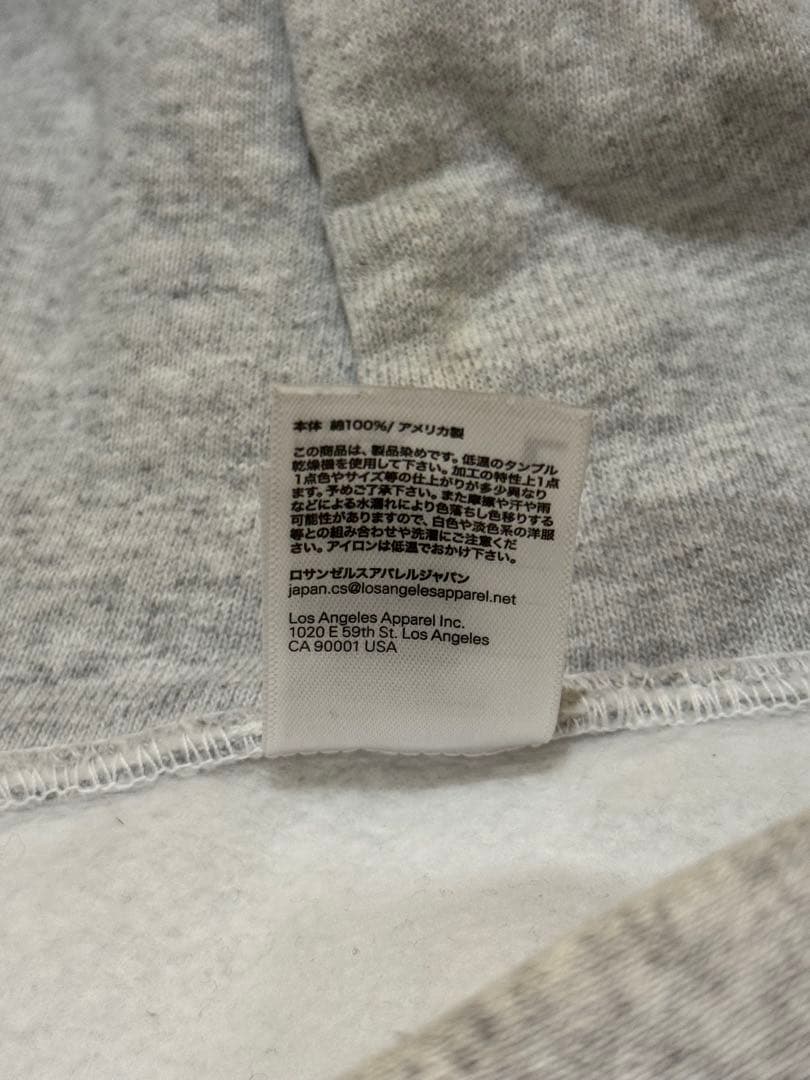 本体 綿100%/ アメリカ製
この商品は、製品染めです。低温のタンブル
乾燥機を使用して下さい。加工の特性上1点
1点色やサイズ等の仕上がりが多少異なり
ます。予めご了承下さい。また摩擦や汗や雨
などによる水濡れにより色落ちし色移りする
可能性がありますので、白色や淡色系の洋服
等との組み合わせや洗濯にご注意くだ
さい。アイロンは低温でおかけ下さい。
ロサンゼルスアパレルジャパン
japan.cs@losangelesapparel.net
Los Angeles Apparel Inc.
1020 E 59th St. Los Angeles
CA 90001 USA